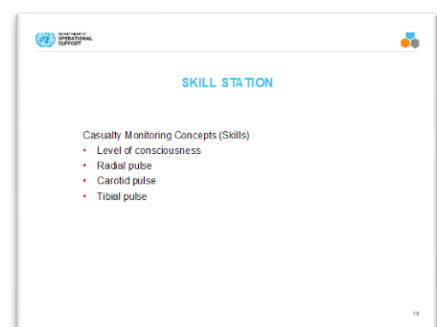 DEPARTMENT OF
OPERATIONAL
SUPPORT
SKILL STATION
Casualty Monitoring Concepts (Skills)
• Level of consciousness
• Radial pulse
• Carotid pulse
• Tibial pulse